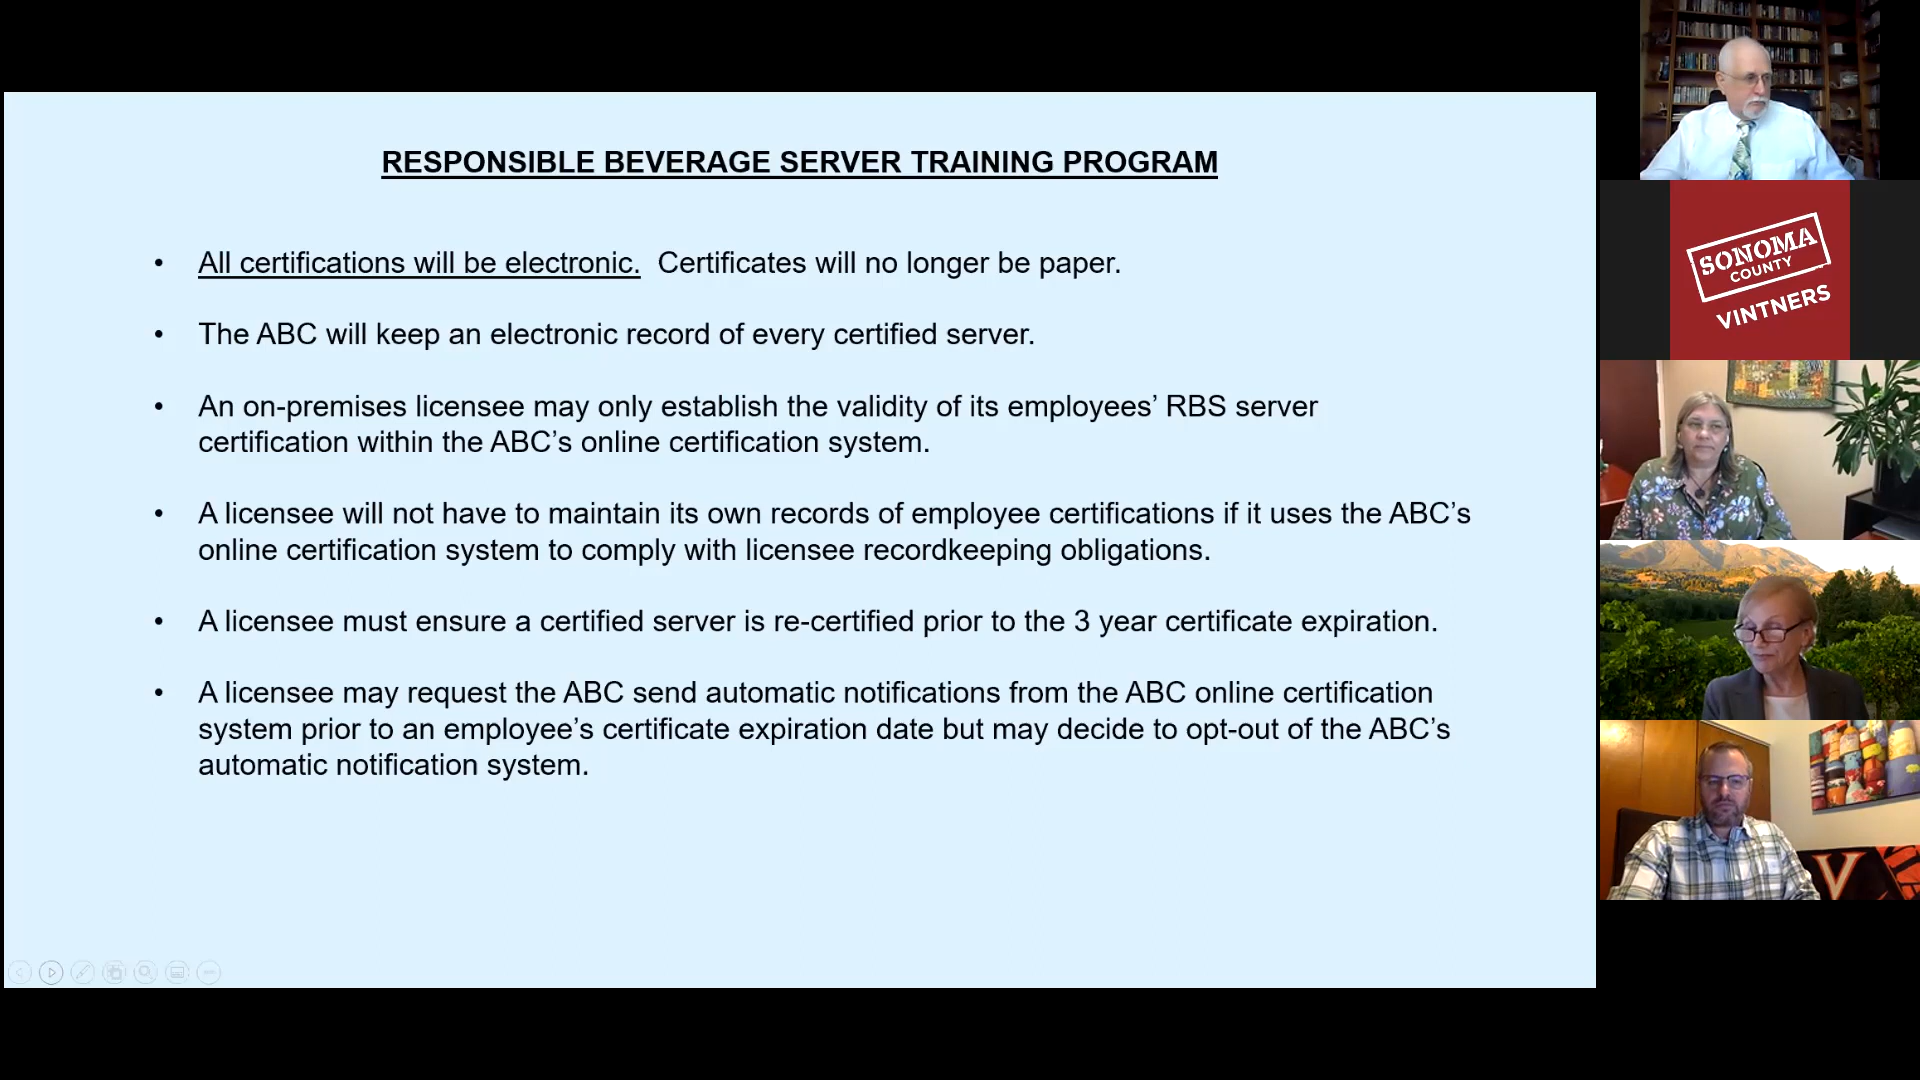 RESPONSIBLE BEVERAGE SERVER TRAINING PROGRAM
• All certifications will be electronic. Certificates will no longer be paper.
• The ABC will keep an electronic record of every certified server.
• An on-premises licensee may only establish the validity of its employees’ RBS server
certification within the ABC’s online certification system.
• A licensee will not have to maintain its own records of employee certifications if it uses the ABC’s
online certification system to comply with licensee recordkeeping obligations.
• A licensee must ensure a certified server is re-certified prior to the 3 year certificate expiration.
• A licensee may request the ABC send automatic notifications from the ABC online certification
system prior to an employee’s certificate expiration date but may decide to opt-out of the ABC’s
automatic notification system.
SONOMA
COUNTY
VINTNERS
V